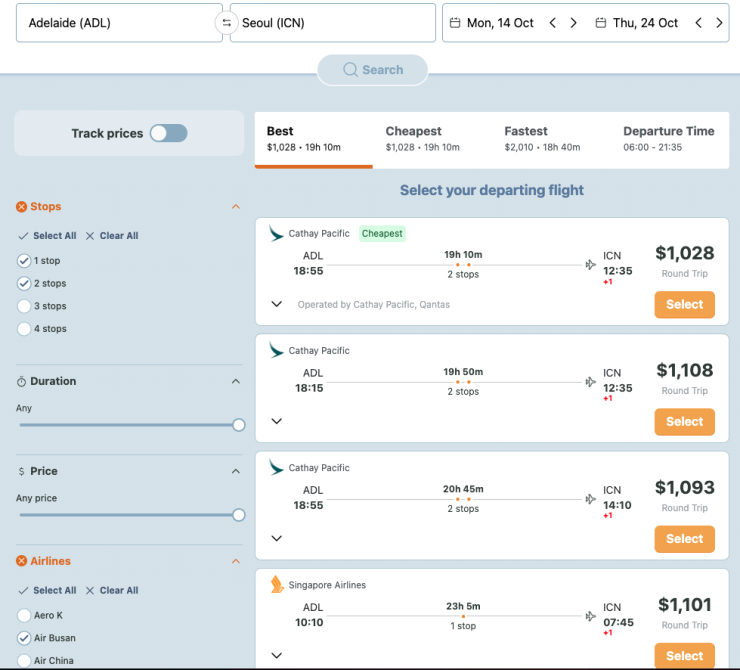 Adelaide (ADL)
Seoul (ICN)
Mon, 14 Oct
Thu, 24 Oct
Search
Track prices
Best
$1,028 • 19h 10m
Cheapest
$1,028 • 19h 10m
Fastest
$2,010 • 18h 40m
Departure Time
06:00 - 21:35
Select your departing flight
Stops
Select All
Clear All
1 stop
2 stops
3 stops
4 stops
Duration
Any
$ Price
Any price
Airlines
Select All
Clear All
Aero K
Air Busan
Air China
Cathay Pacific
Cheapest
ADL
18:55
19h 10m
2 stops
ICN
12:35
+1
$1,028
Round Trip
Operated by Cathay Pacific, Qantas
Select
Cathay Pacific
ADL
18:15
19h 50m
2 stops
ICN
12:35
+1
$1,108
Round Trip
Select
Cathay Pacific
ADL
18:55
20h 45m
2 stops
ICN
14:10
+1
$1,093
Round Trip
Select
Singapore Airlines
ADL
10:10
23h 5m
1 stop
ICN
07:45
+1
$1,101
Round Trip
Select